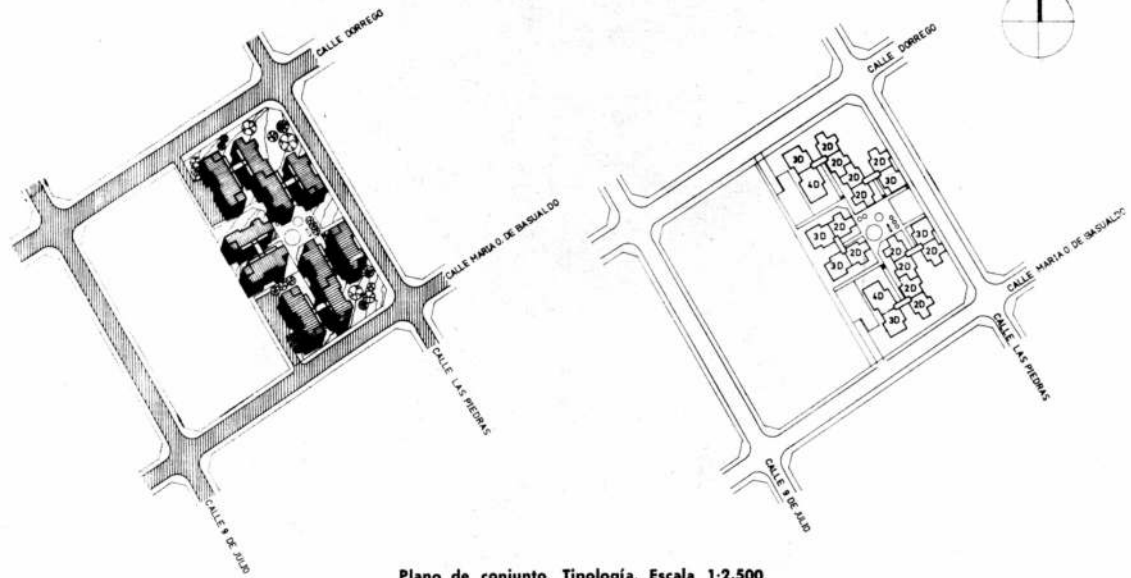 CALLE DORREGO
CALLE MARIA O. DE BASUALDO
CALLE LAS PIEDRAS
CALLE 9 DE JULIO
CALLE DORREGO
CALLE MARIA O. DE BASUALDO
CALLE LAS PIEDRAS
CALLE 9 DE JULIO
3D 2D
4D 2D
2D 2D
2D 3D
3D 2D
3D 2D
2D 3D
2D 2D
4D 2D
3D 2D
Plano de conjunto. Tipología. Escala 1:2.500